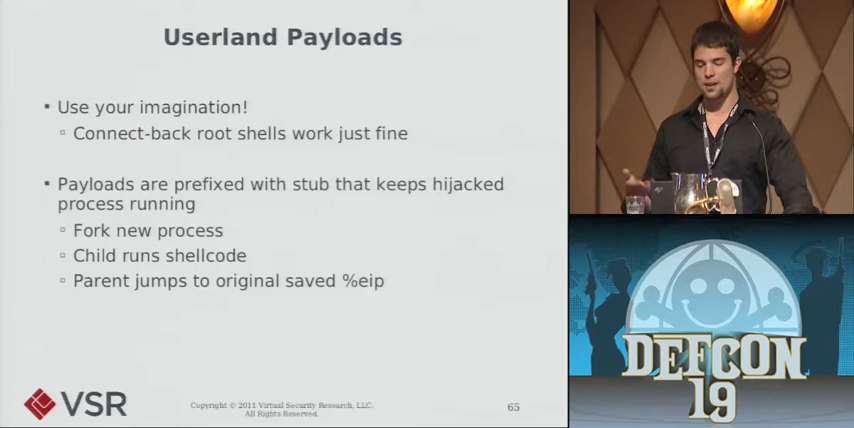 Userland Payloads
▪ Use your imagination!
▫ Connect-back root shells work just fine
▪ Payloads are prefixed with stub that keeps hijacked
process running
▫ Fork new process
▫ Child runs shellcode
▫ Parent jumps to original saved %eip
VSR
Copyright © 2011 Virtual Security Research, LLC.
All Rights Reserved.
65
DEFCON
19